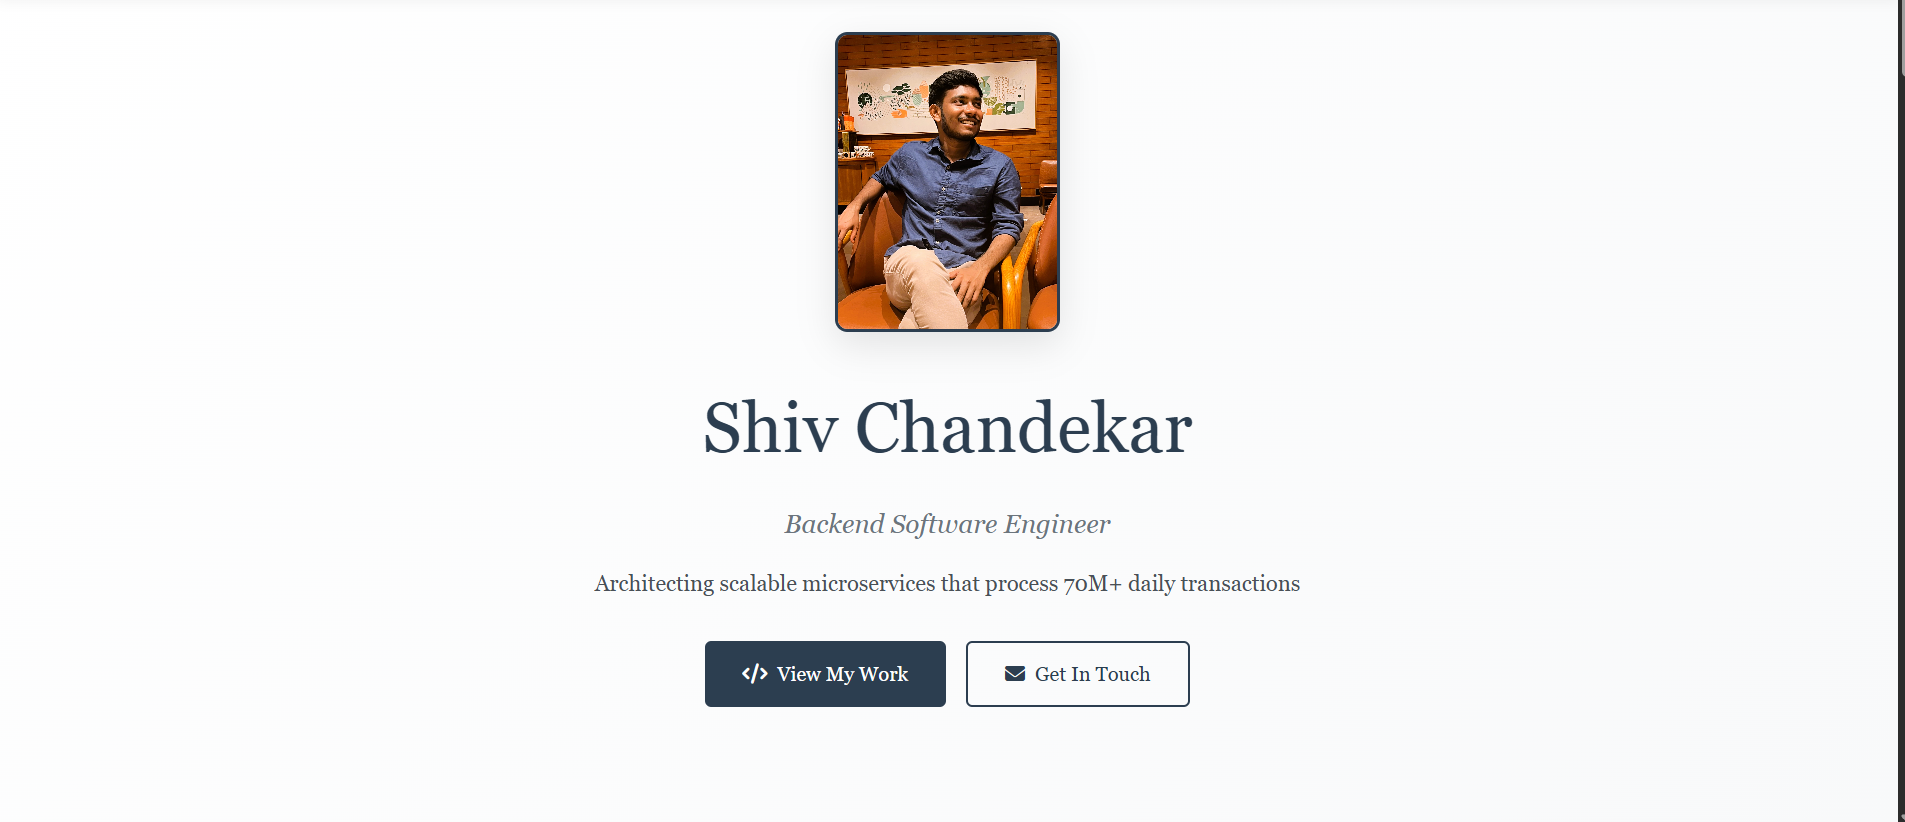 Shiv Chandekar
Backend Software Engineer
Architecting scalable microservices that process 70M+ daily transactions
View My Work
Get In Touch